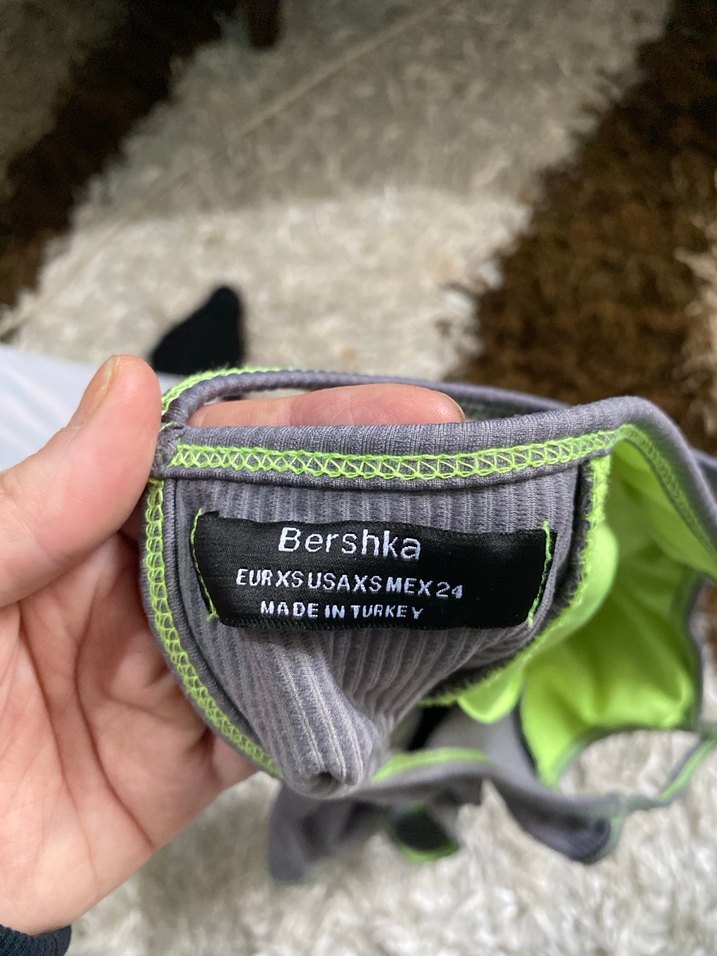 Bershka
EUR XS USA XS MEX 24
MADE IN TURKEY